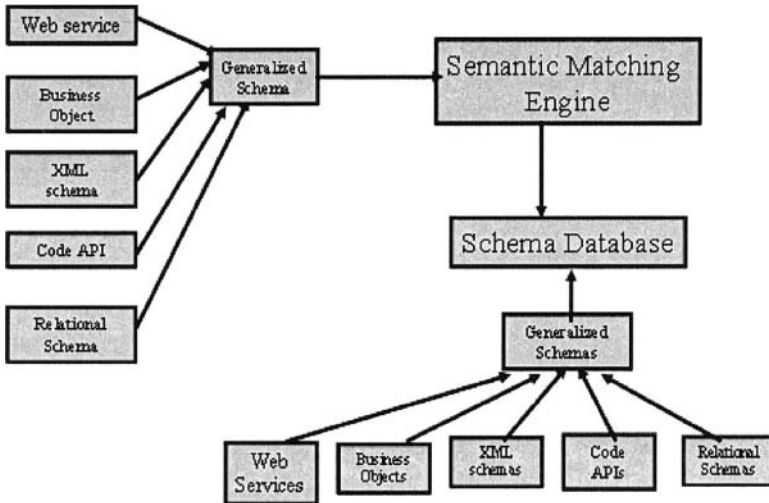 Web service
Business
Object
XML
schema
Code API
Relational
Schema
Generalized
Schema
Semantic Matching
Engine
Schema Database
Generalized
Schemas
Web
Services
Business
Objects
XML
schemas
Code
APIs
Relational
Schemas